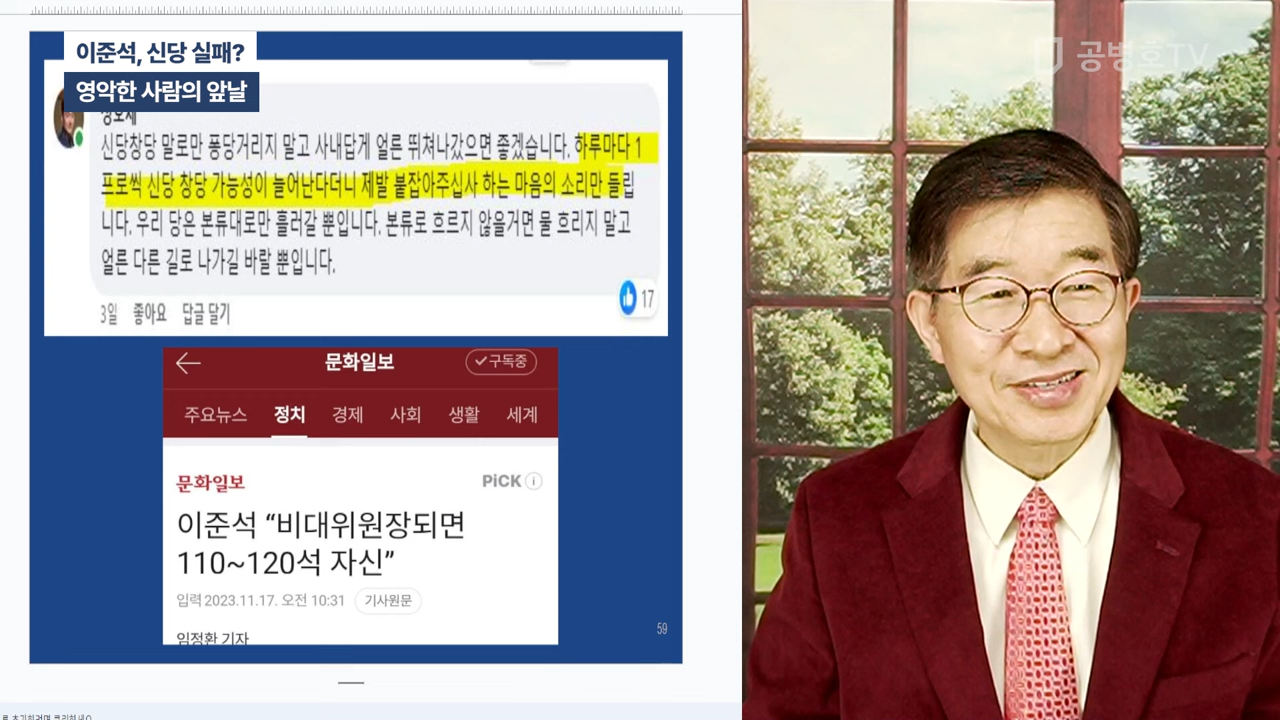 이준석, 신당 실패?
영악한 사람의 앞날
신당창당 말로만 퐁당거리지 말고 사내답게 얼른 뛰쳐나갔으면 좋겠습니다. 하루마다 1
프로씩 신당 창당 가능성이 늘어난다더니 제발 붙잡아주십사 하는 마음의 소리만 들립
니다. 우리 당은 본류대로만 흘러갈 뿐입니다. 본류로 흐르지 않을거면 물 흐리지 말고
얼른 다른 길로 나가길 바랄 뿐입니다.
17
3일 좋아요 답글 달기
문화일보 구독중
주요뉴스 정치 경제 사회 생활 세계
문화일보 PiCK i
이준석 “비대위원장되면
110~120석 자신”
입력 2023.11.17. 오전 10:31 기사원문
임정환 기자
59
공병호TV